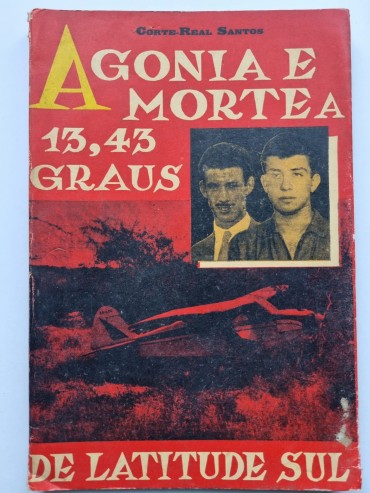 CORTE-REAL SANTOS
AGONIA E
MORTE A
13,43
GRAUS
DE LATITUDE SUL